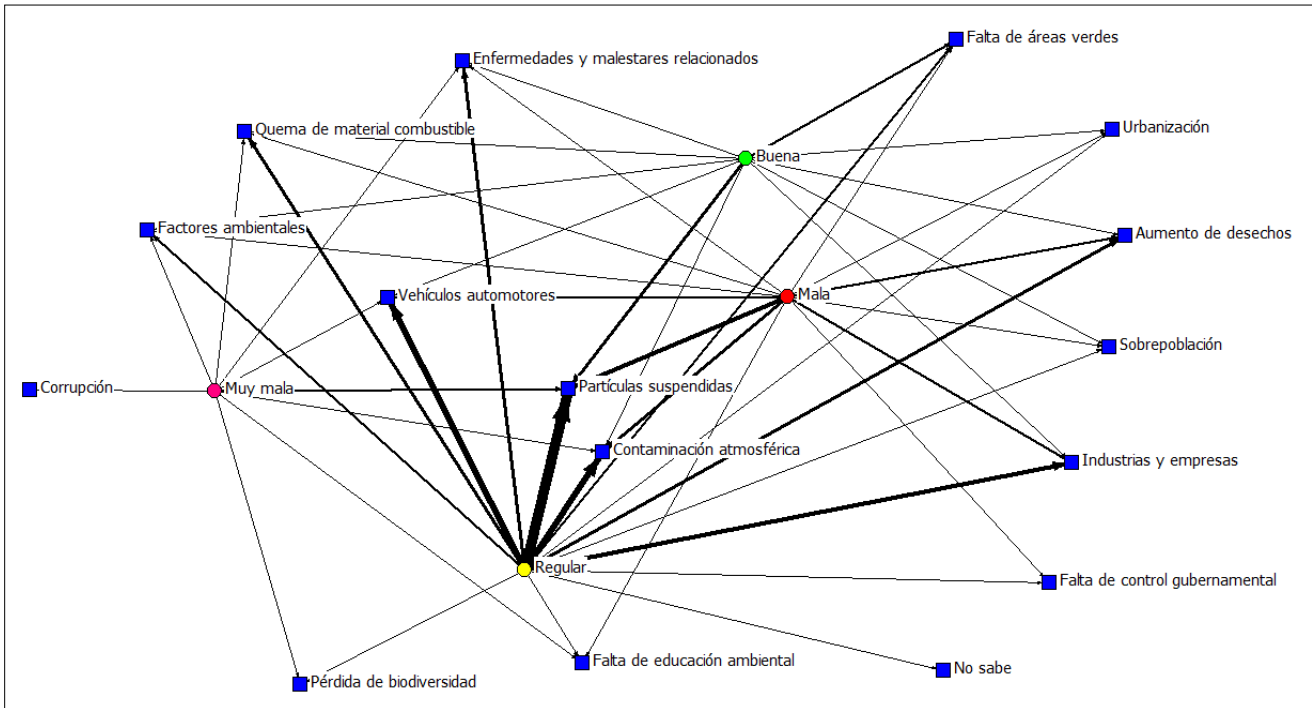 Falta de áreas verdes
Enfermedades y malestares relacionados
Urbanización
Quema de material combustible
Buena
Factores ambientales
Aumento de desechos
Vehículos automotores
Mala
Sobrepoblación
Corrupción
Muy mala
Partículas suspendidas
Contaminación atmosférica
Industrias y empresas
Regular
Falta de control gubernamental
Falta de educación ambiental
No sabe
Pérdida de biodiversidad